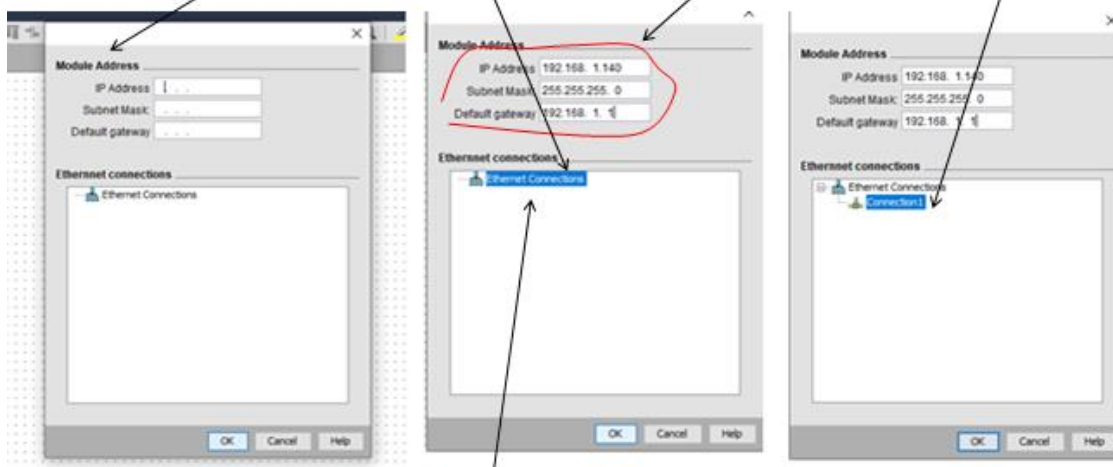 Module Address
IP Address
Subnet Mask:
Default gateway
Ethernnet connections
Ethernet Connections
OK Cancel Help
Module Address
IP Address 192.168. 1.140
Subnet Mask: 255.255.255. 0
Default gateway 192.168. 1. 1
Ethernnet connections
Ethernet Connections
OK Cancel Help
Module Address
IP Address 192.168. 1.140
Subnet Mask: 255.255.255. 0
Default gateway 192.168. 1. 1
Ethernnet connections
Ethernet Connections
Connection1
OK Cancel Help